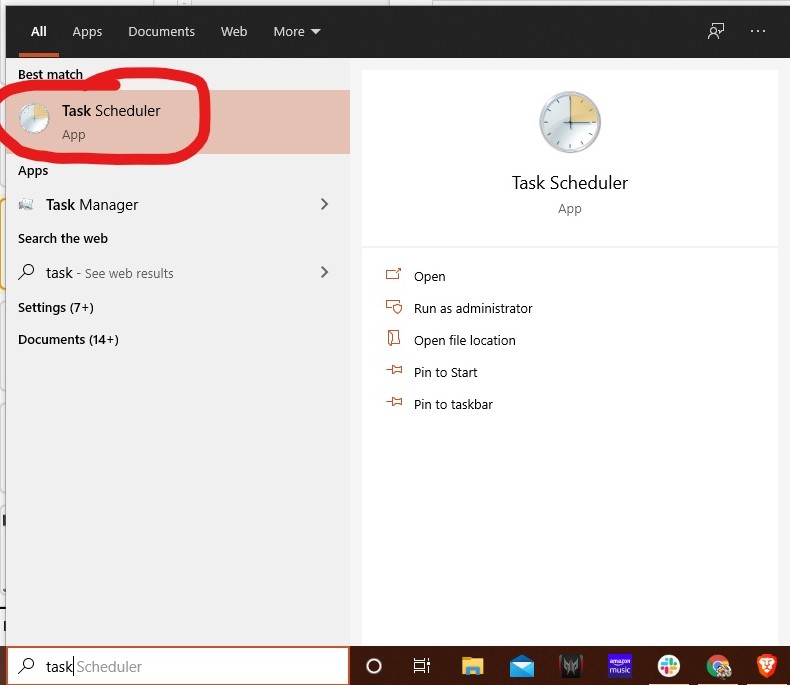 All Apps Documents Web More
Best match
Task Scheduler
App
Apps
Task Manager
Search the web
task - See web results
Settings (7+)
Documents (14+)
Task Scheduler
App
Open
Run as administrator
Open file location
Pin to Start
Pin to taskbar
task Scheduler
amazon
music